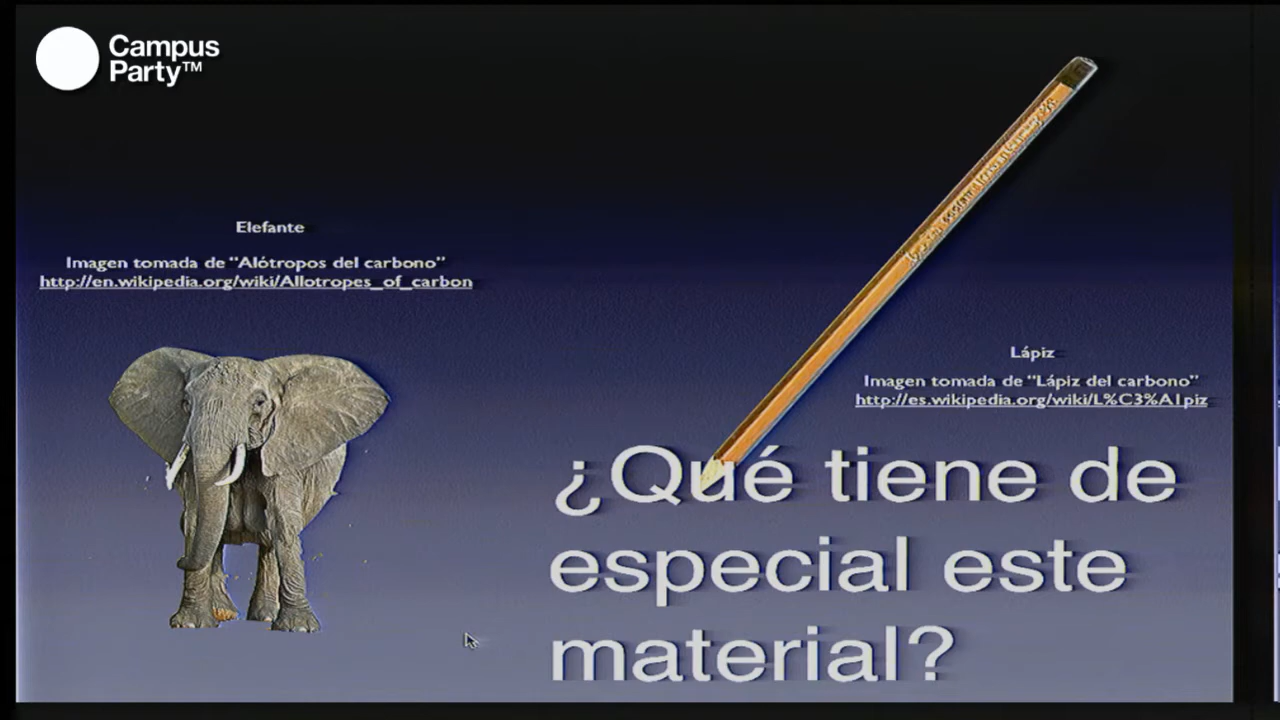 Campus
Party™
Elefante
Imagen tomada de "Alótropos del carbono"
http://en.wikipedia.org/wiki/Allotropes_of_carbon
Lápiz
Imagen tomada de "Lápiz del carbono"
http://es.wikipedia.org/wiki/L%C3%A1piz
¿Qué tiene de
especial este
material?